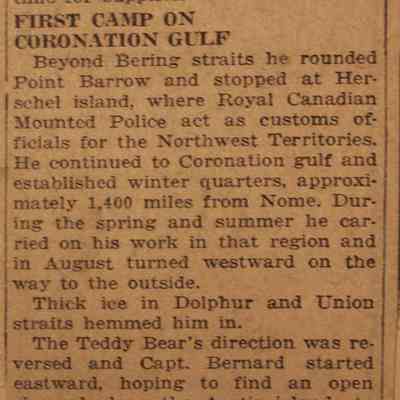 FIRST CAMP ON
CORONATION GULF
Beyond Bering straits he rounded
Point Barrow and stopped at Her-
schel island, where Royal Canadian
Mounted Police act as customs of-
ficials for the Northwest Territories.
He continued to Coronation gulf and
established winter quarters, approxi-
mately 1,400 miles from Nome. Dur-
ing the spring and summer he car-
ried on his work in that region and
in August turned westward on the
way to the outside.
Thick ice in Dolphur and Union
straits hemmed him in.
The Teddy Bear's direction was re-
versed and Capt. Bernard started
eastward, hoping to find an open